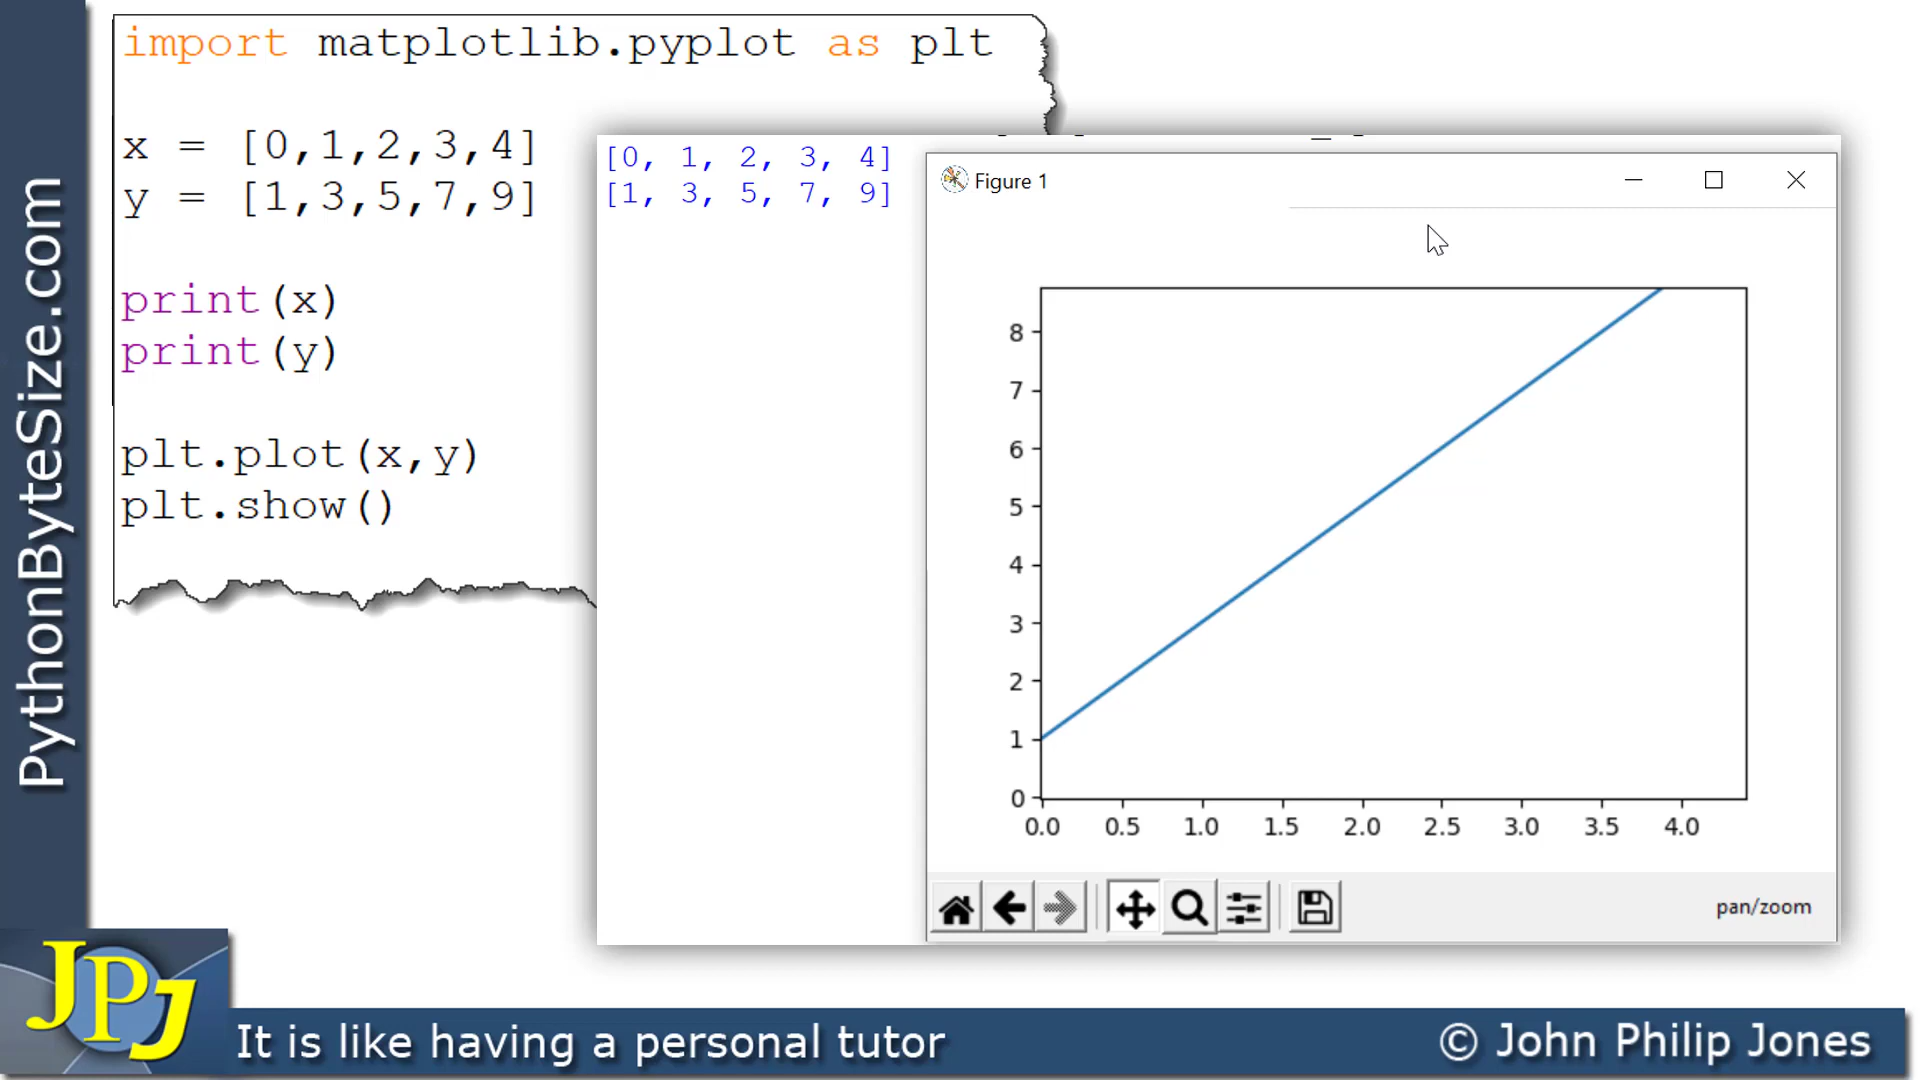 PythonByteSize.com
import matplotlib.pyplot as plt
x = [0,1,2,3,4]
y = [1,3,5,7,9]
print(x)
print(y)
plt.plot(x,y)
plt.show()
[0, 1, 2, 3, 4]
[1, 3, 5, 7, 9]
Figure 1
8
7
6
5
4
3
2
1
0
0.0 0.5 1.0 1.5 2.0 2.5 3.0 3.5 4.0
pan/zoom
JPJ
It is like having a personal tutor
© John Philip Jones